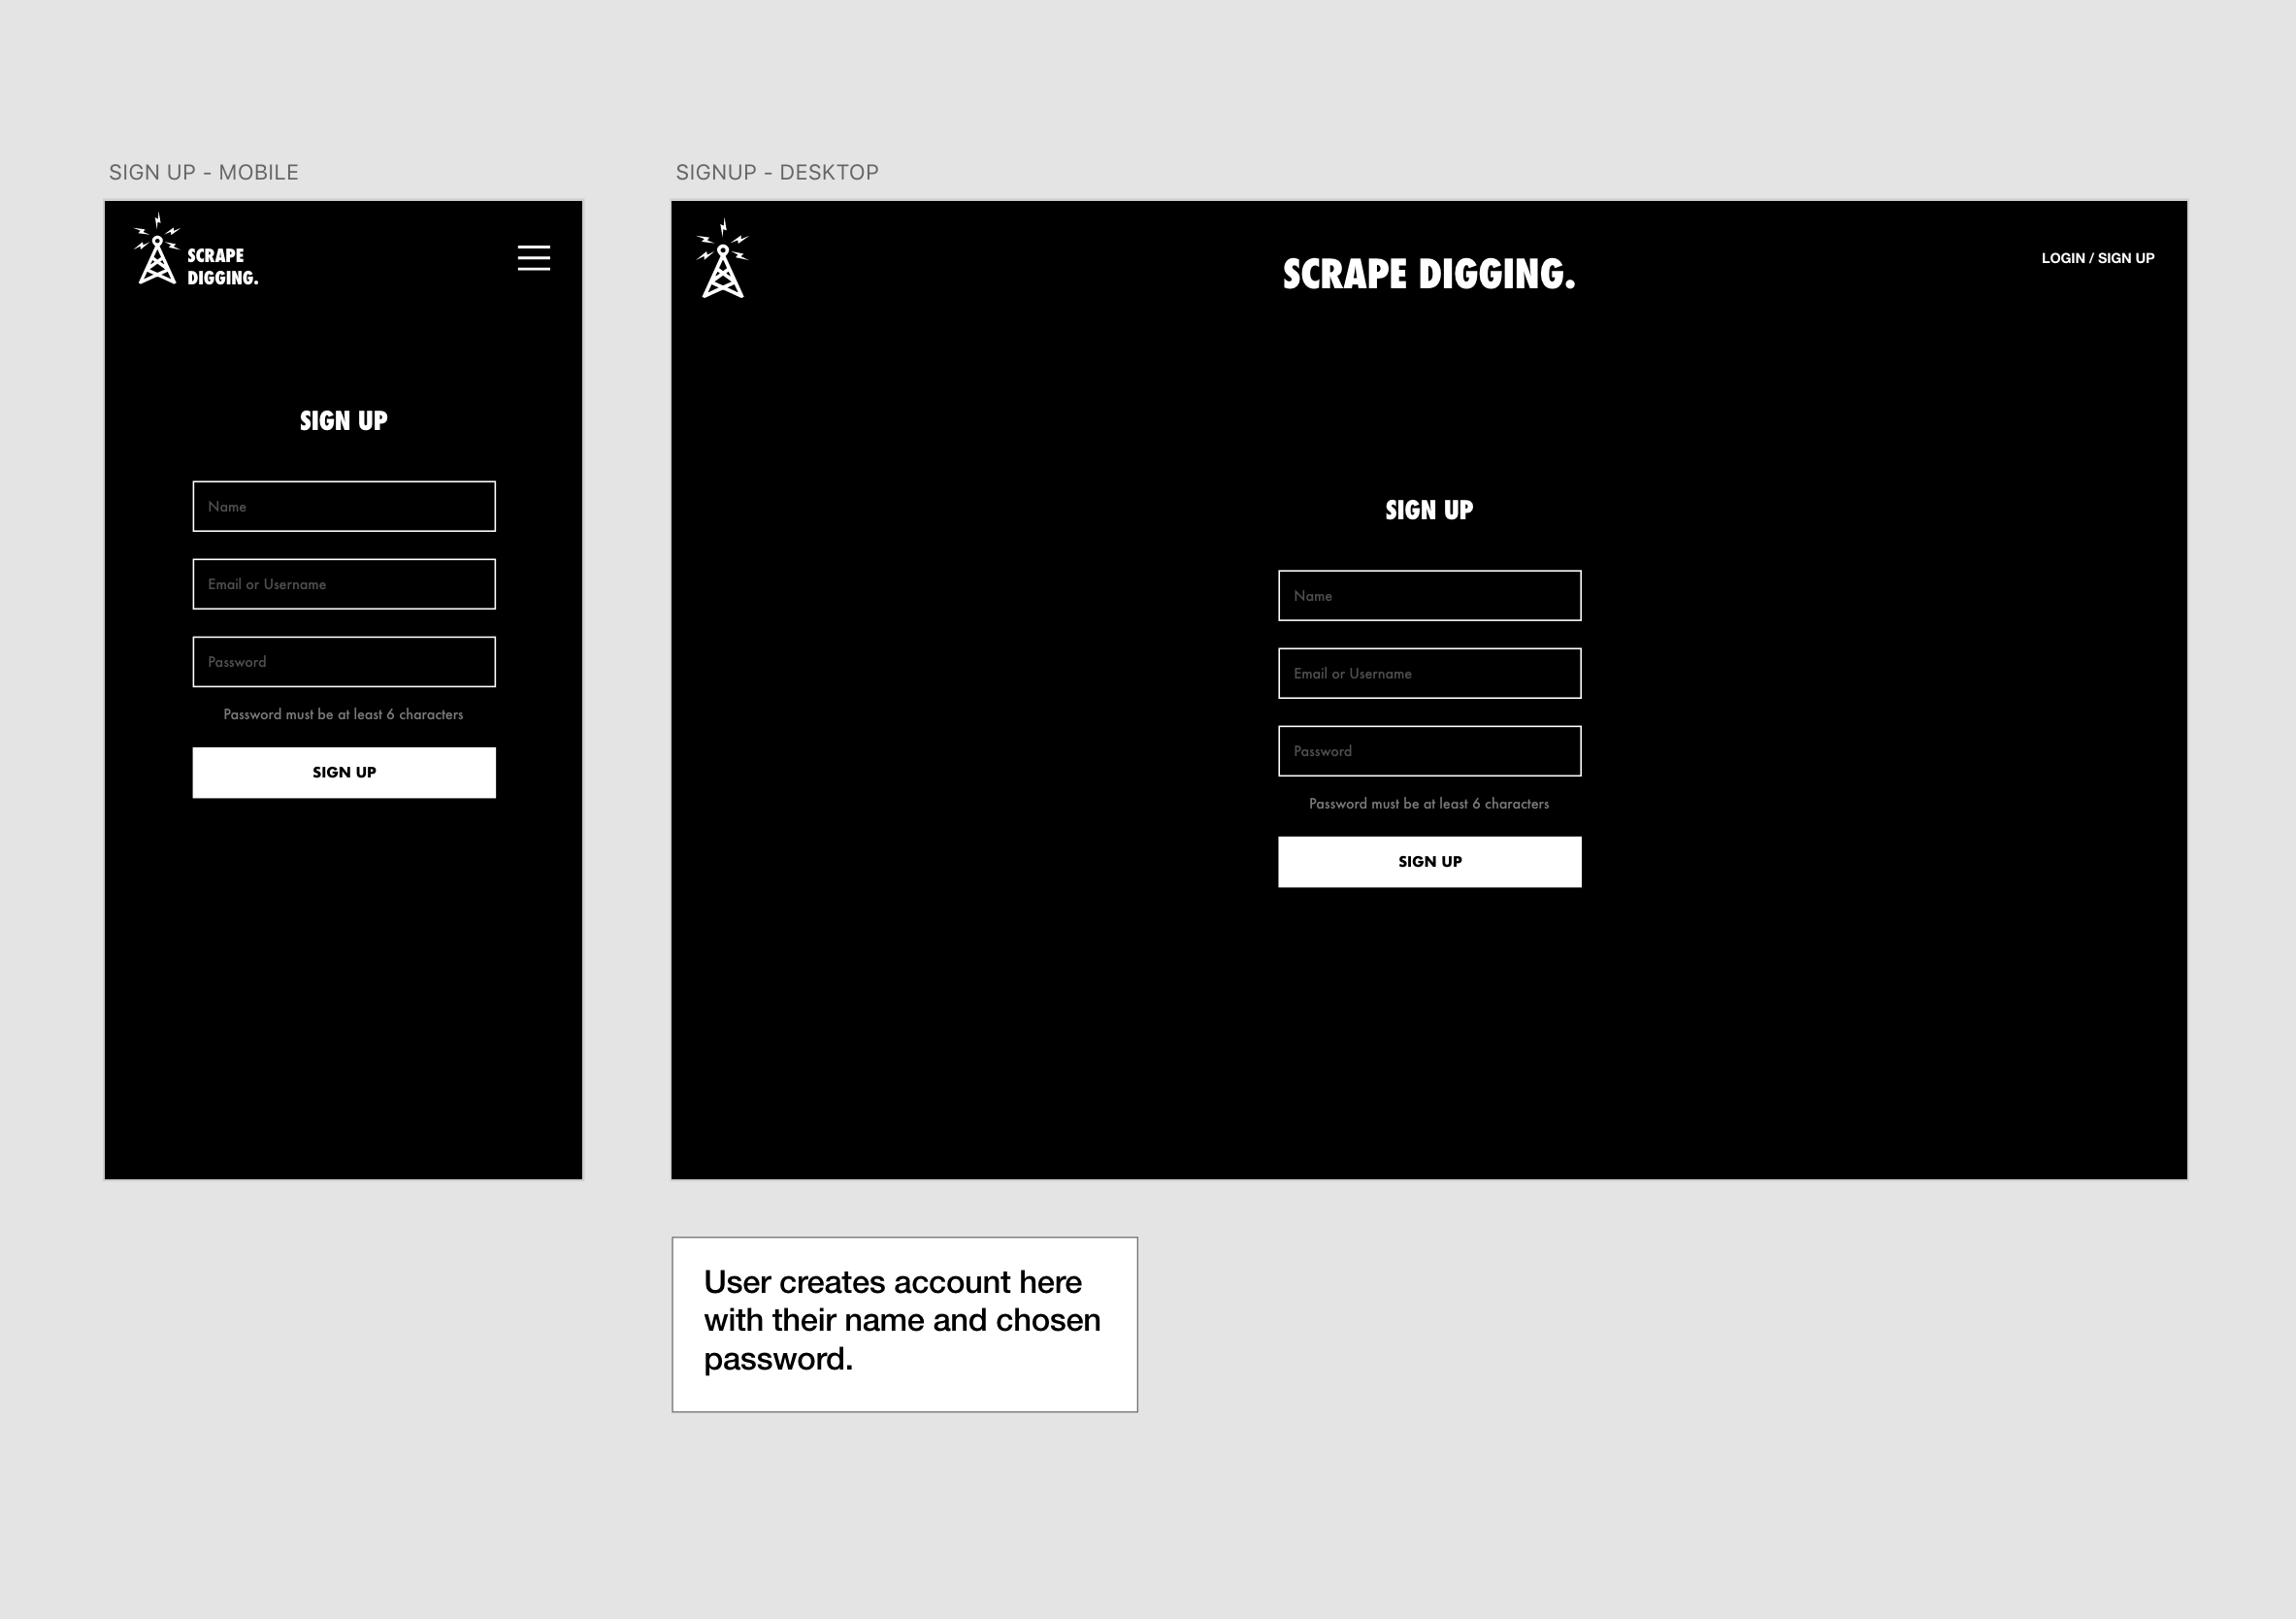 SIGN UP - MOBILE
SCRAPE
DIGGING.
SIGN UP
Name
Email or Username
Password
Password must be at least 6 characters
SIGN UP
SIGNUP - DESKTOP
SCRAPE DIGGING.
LOGIN / SIGN UP
SIGN UP
Name
Email or Username
Password
Password must be at least 6 characters
SIGN UP
User creates account here
with their name and chosen
password.